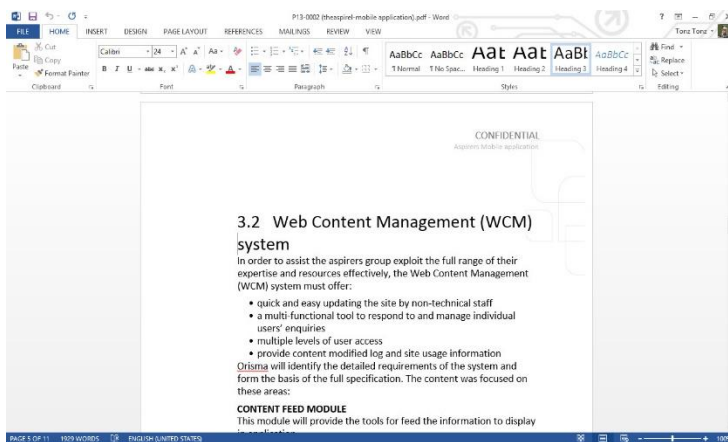 P13-0002 (theaspirel-mobile application).pdf - Word
FILE HOME INSERT DESIGN PAGE LAYOUT REFERENCES MAILINGS REVIEW VIEW Tonz Tonz
Cut
Copy
Format Painter
Paste
Calibri 24
AaBbCc AaBbCc AaB AaB AaBb AaBbCc
¶ Normal ¶ No Spac... Heading 1 Heading 2 Heading 3 Heading 4
Find
Replace
Select
Clipboard Font Paragraph Styles Editing
CONFIDENTIAL
Aspirers Mobile application
3.2 Web Content Management (WCM)
system
In order to assist the aspirers group exploit the full range of their
expertise and resources effectively, the Web Content Management
(WCM) system must offer:
• quick and easy updating the site by non-technical staff
• a multi-functional tool to respond to and manage individual
users' enquiries
• multiple levels of user access
• provide content modified log and site usage information
Orisma will identify the detailed requirements of the system and
form the basis of the full specification. The content was focused on
these areas:
CONTENT FEED MODULE
This module will provide the tools for feed the information to display
in application
PAGE 5 OF 11 1929 WORDS ENGLISH (UNITED STATES)